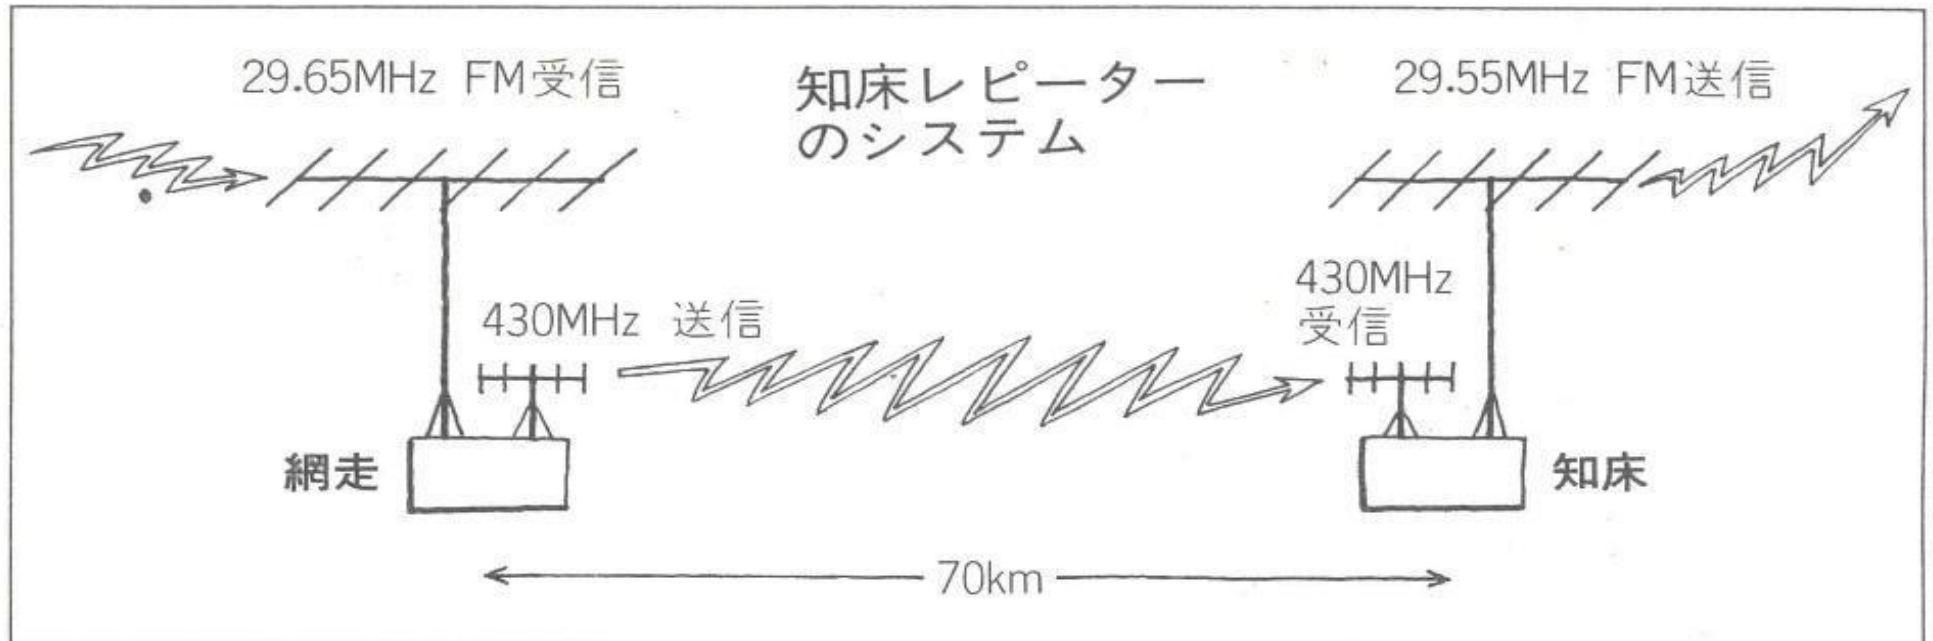 29.65MHz FM受信
知床レピーター
のシステム
29.55MHz FM送信
430MHz 送信
430MHz
受信
網走
知床
70km